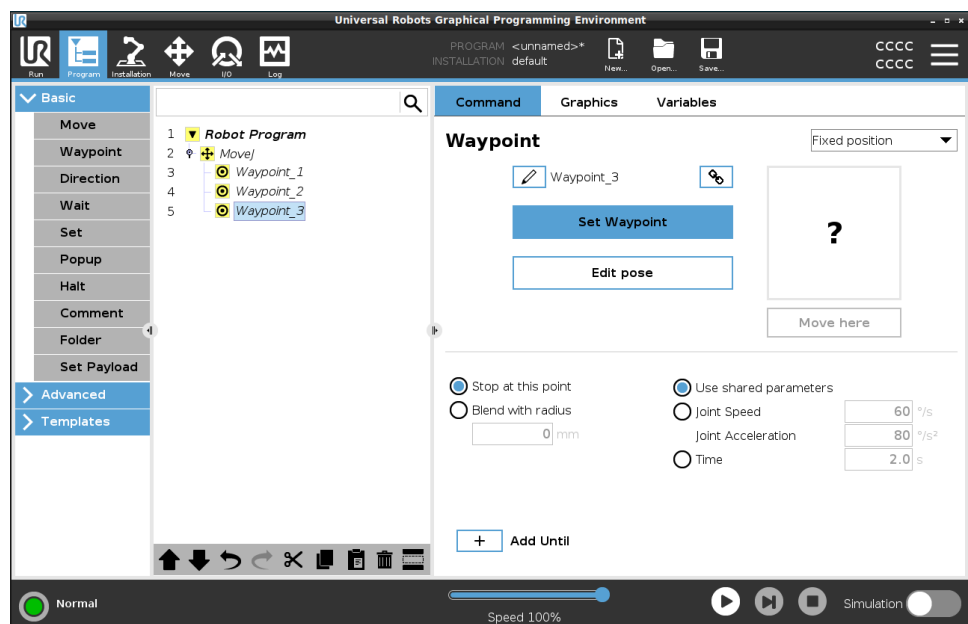 Universal Robots Graphical Programming Environment
Run
Program
Installation
Move
I/O
Log
PROGRAM <unnamed>*
INSTALLATION default
New...
Open...
Save...
CCCC
CCCC
Basic
Move
Waypoint
Direction
Wait
Set
Popup
Halt
Comment
Folder
Set Payload
Advanced
Templates
1 Robot Program
2 MoveJ
3 Waypoint_1
4 Waypoint_2
5 Waypoint_3
Command Graphics Variables
Waypoint
Fixed position
Waypoint_3
Set Waypoint
Edit pose
?
Move here
Stop at this point
Blend with radius
0 mm
Use shared parameters
Joint Speed 60 °/s
Joint Acceleration 80 °/s²
Time 2.0 s
+ Add Until
Normal
Speed 100%
Simulation